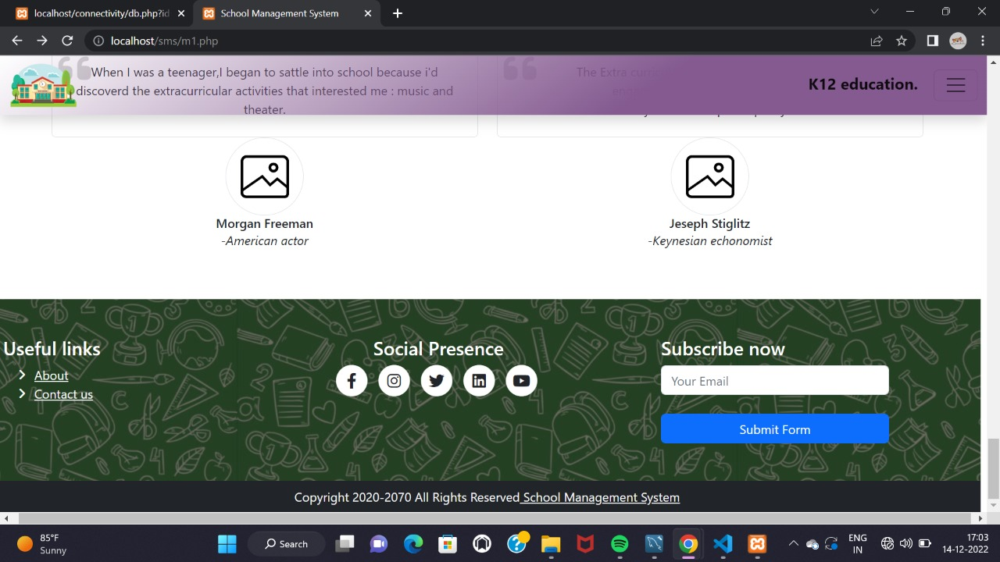 localhost/connectivity/db.php?id
School Management System
localhost/sms/m1.php
When I was a teenager,I began to sattle into school because i'd
discoverd the extracurricular activities that interested me : music and
theater.
The Extra
K12 education.
Morgan Freeman
-American actor
Jeseph Stiglitz
-Keynesian echonomist
Useful links
About
Contact us
Social Presence
Subscribe now
Your Email
Submit Form
Copyright 2020-2070 All Rights Reserved School Management System
85°F
Sunny
Search
ENG
IN
17:03
14-12-2022